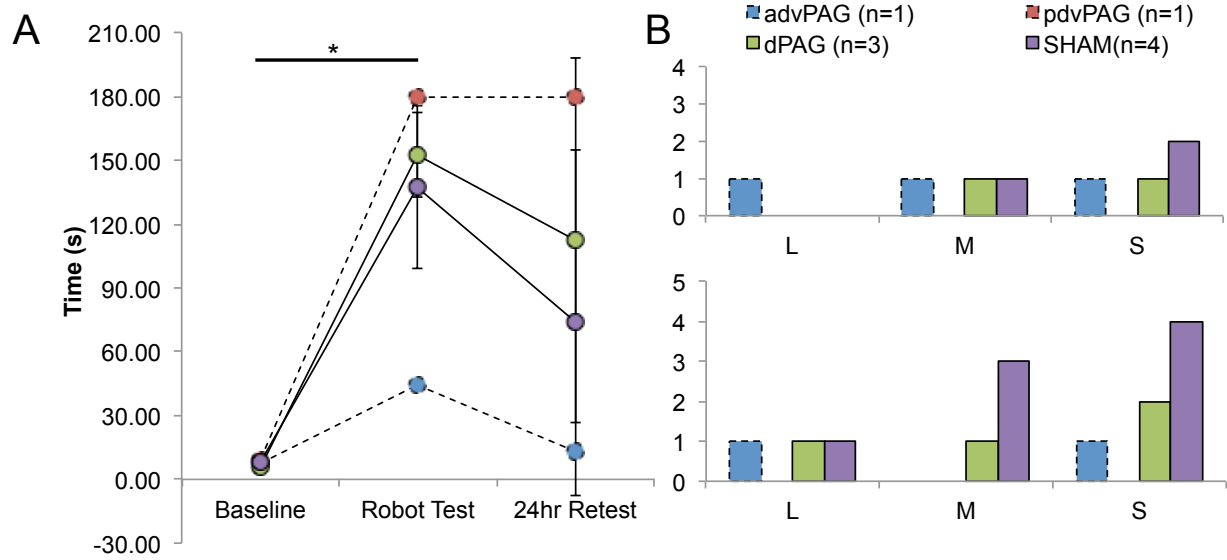 A
210.00
180.00
150.00
120.00
90.00
60.00
30.00
0.00
-30.00
Time (s)
*
Baseline Robot Test 24hr Retest
B
advPAG (n=1) pdvPAG (n=1)
dPAG (n=3) SHAM(n=4)
4
3
2
1
0
L M S
5
4
3
2
1
0
L M S